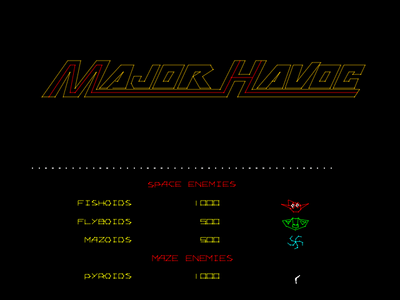 MAJOR HAVOC
SPACE ENEMIES
FISHOIDS 1000
FLYBOIDS 500
MAZOIDS 500
MAZE ENEMIES
PYROIDS 1000